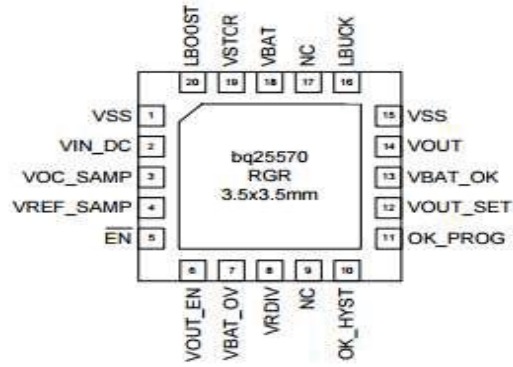 LBOOST VSTOR VBAT NC LBUCK
20 19 18 17 16
VSS 1
VIN_DC 2
VOC_SAMP 3
VREF_SAMP 4
EN 5
bq25570
RGR
3.5x3.5mm
15 VSS
14 VOUT
13 VBAT_OK
12 VOUT_SET
11 OK_PROG
6 7 8 9 10
VOUT_EN VBAT_OV VRDIV NC OK_HYST